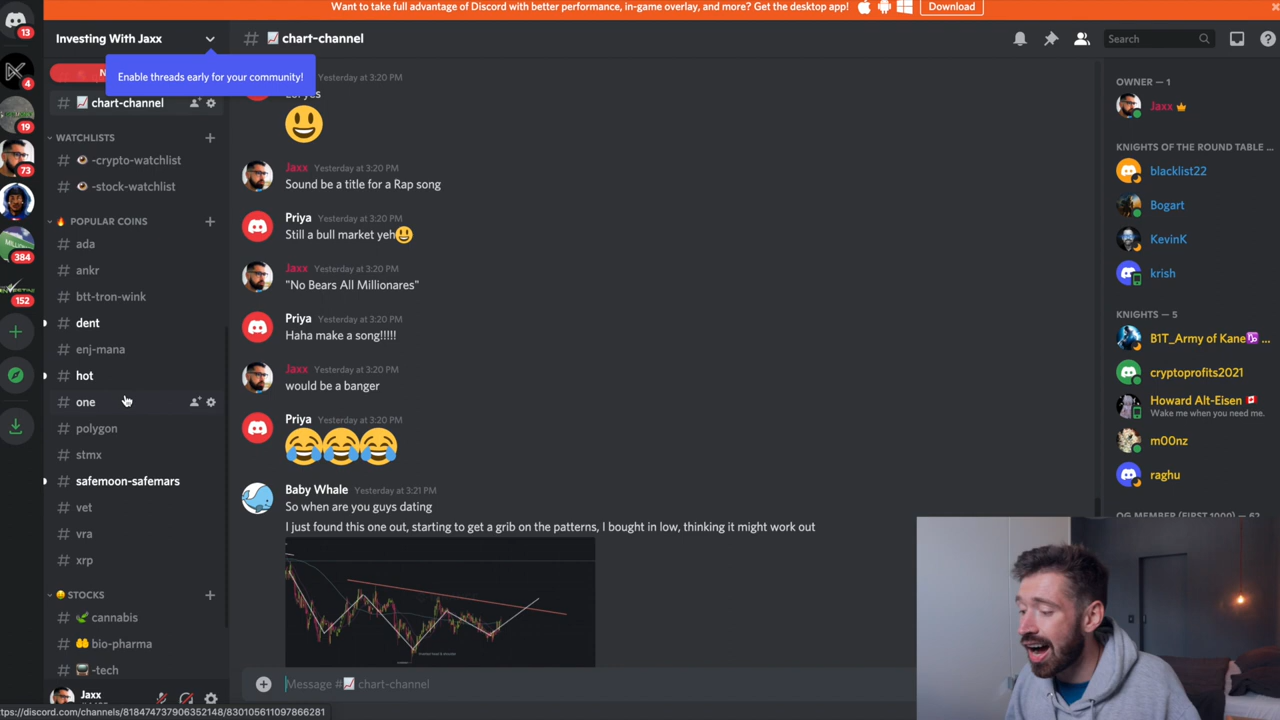 Want to take full advantage of Discord with better performance, in-game overlay, and more? Get the desktop app!
Download
13
4
19
73
384
152
Investing With Jaxx
Enable threads early for your community!
# chart-channel
WATCHLISTS
# -crypto-watchlist
# -stock-watchlist
POPULAR COINS
# ada
# ankr
# btt-tron-wink
# dent
# enj-mana
# hot
# one
# polygon
# stmx
# safemoon-safemars
# vet
# vra
# xrp
STOCKS
# cannabis
# bio-pharma
# -tech
Jaxx
tps://discord.com/channels/818474737906352148/830105611097866281
# chart-channel
Search
Yesterday at 3:20 PM
Jaxx Yesterday at 3:20 PM
Sound be a title for a Rap song
Priya Yesterday at 3:20 PM
Still a bull market yeh
Jaxx Yesterday at 3:20 PM
"No Bears All Millionares"
Priya Yesterday at 3:20 PM
Haha make a song!!!!!
Jaxx Yesterday at 3:20 PM
would be a banger
Priya Yesterday at 3:20 PM
Baby Whale Yesterday at 3:21 PM
So when are you guys dating
I just found this one out, starting to get a grib on the patterns, I bought in low, thinking it might work out
Message # chart-channel
OWNER — 1
Jaxx
KNIGHTS OF THE ROUND TABLE ...
blacklist22
Bogart
KevinK
krish
KNIGHTS — 5
B1T_Army of Kane ...
cryptoprofits2021
Howard Alt-Eisen
Wake me when you need me.
m00nz
raghu